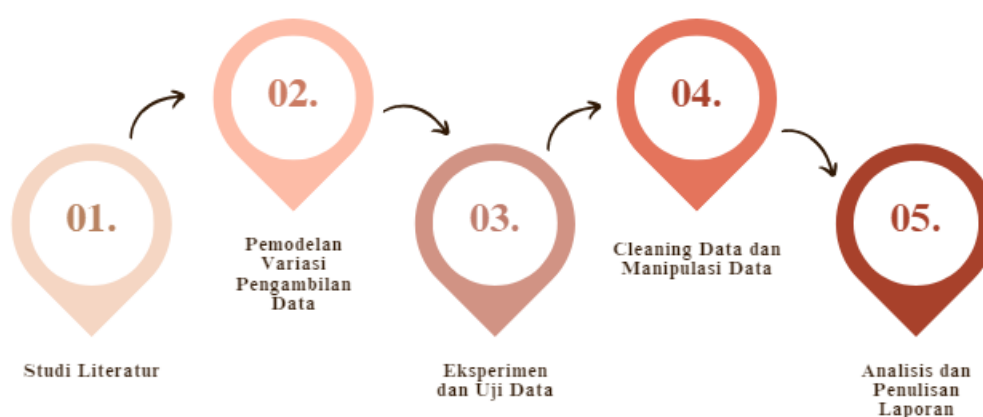 01.
Studi Literatur
02.
Pemodelan
Variasi
Pengambilan
Data
03.
Eksperimen
dan Uji Data
04.
Cleaning Data dan
Manipulasi Data
05.
Analisis dan
Penulisan
Laporan